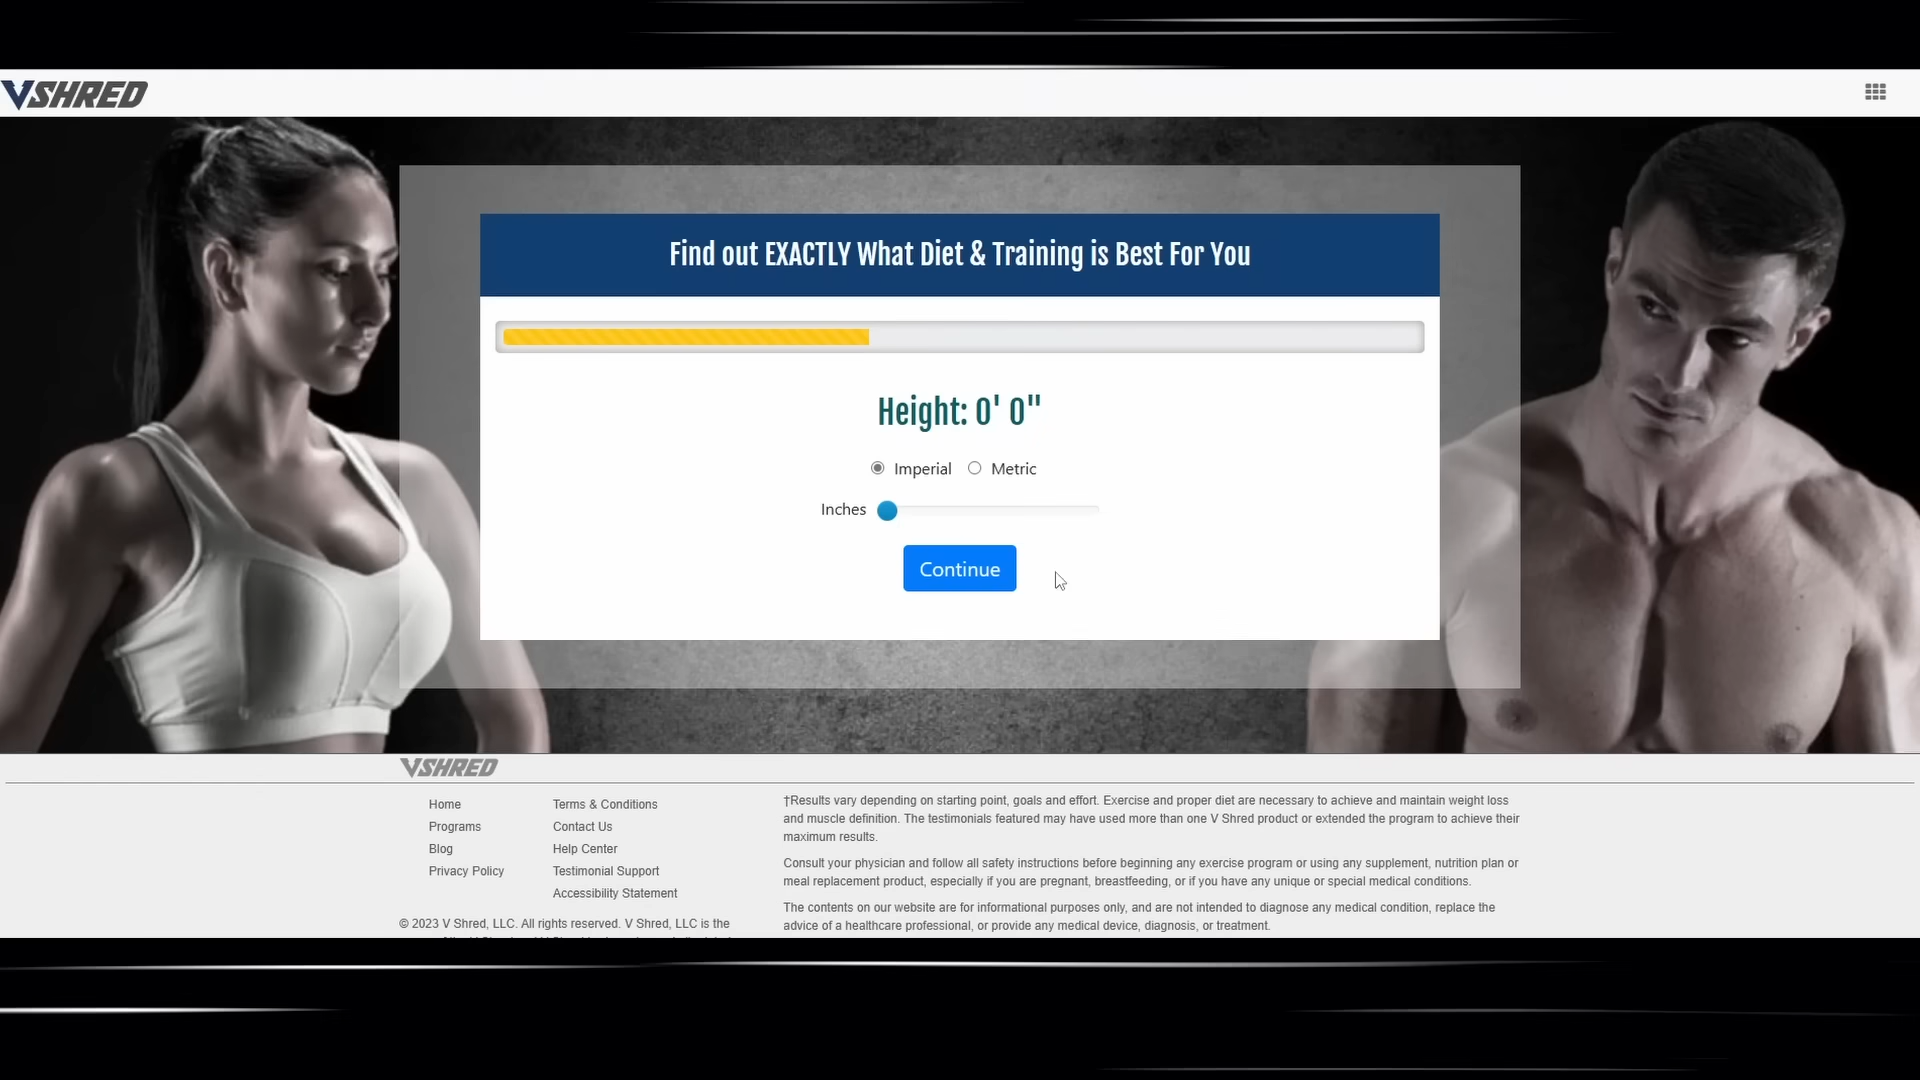 VSHRED
Find out EXACTLY What Diet & Training is Best For You
Height: 0' 0"
Imperial Metric
Inches
Continue
VSHRED
Home
Programs
Blog
Privacy Policy
Terms & Conditions
Contact Us
Help Center
Testimonial Support
Accessibility Statement
© 2023 V Shred, LLC. All rights reserved. V Shred, LLC is the
†Results vary depending on starting point, goals and effort. Exercise and proper diet are necessary to achieve and maintain weight loss
and muscle definition. The testimonials featured may have used more than one V Shred product or extended the program to achieve their
maximum results.
Consult your physician and follow all safety instructions before beginning any exercise program or using any supplement, nutrition plan or
meal replacement product, especially if you are pregnant, breastfeeding, or if you have any unique or special medical conditions.
The contents on our website are for informational purposes only, and are not intended to diagnose any medical condition, replace the
advice of a healthcare professional, or provide any medical device, diagnosis, or treatment.